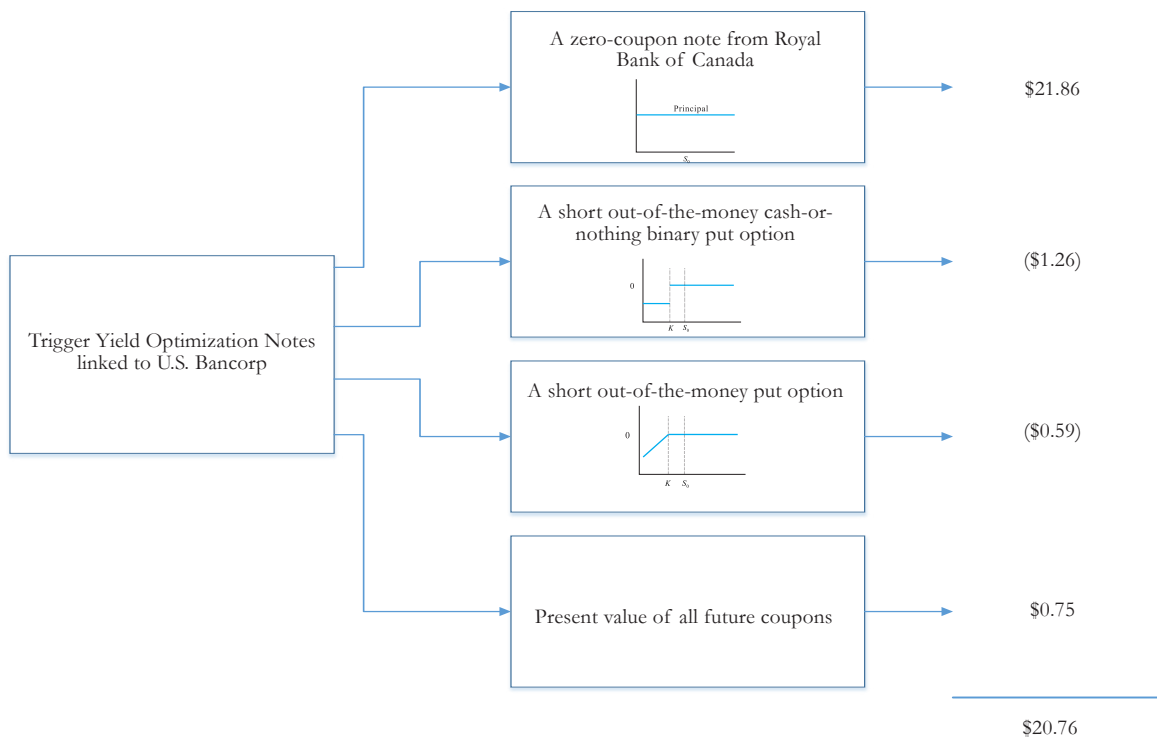 A zero-coupon note from Royal
Bank of Canada
Principal
S₀
$21.86
A short out-of-the-money cash-or-
nothing binary put option
0
K S₀
($1.26)
Trigger Yield Optimization Notes
linked to U.S. Bancorp
A short out-of-the-money put option
0
K S₀
($0.59)
Present value of all future coupons
$0.75
$20.76